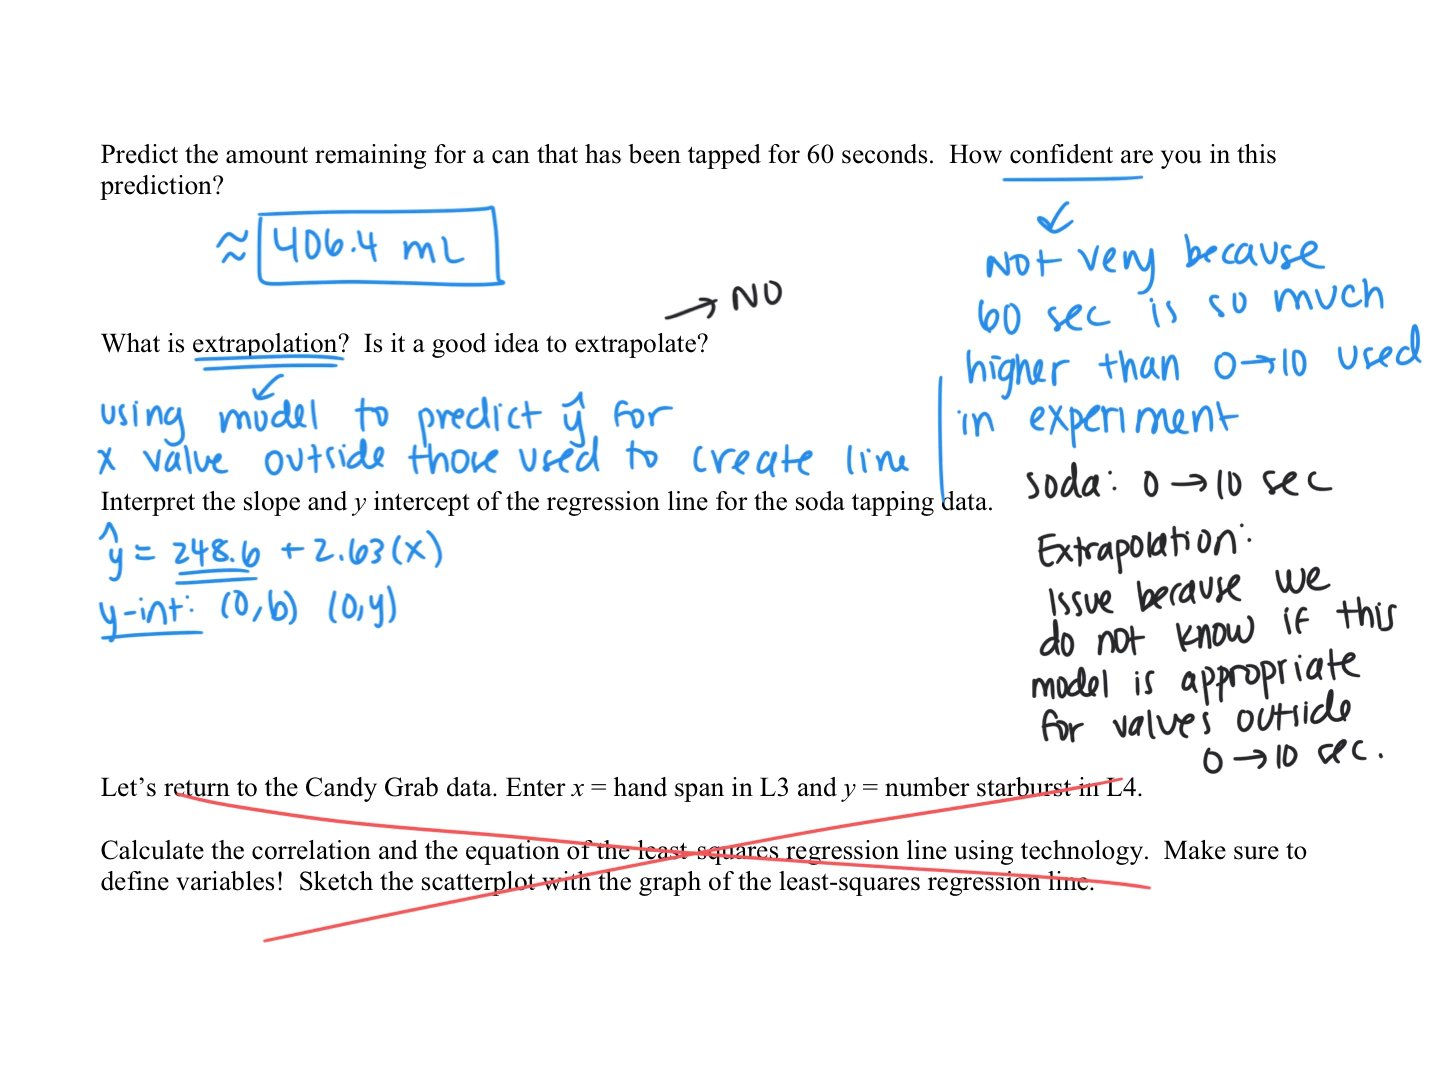 Predict the amount remaining for a can that has been tapped for 60 seconds.  How confident are you in this
prediction?
≈ 406.4 mL
Not very because
60 sec is so much
higher than 0→10 used
in experiment
→ NO
What is extrapolation?  Is it a good idea to extrapolate?
using model to predict ŷ for
x value outside those used to create line
Interpret the slope and y intercept of the regression line for the soda tapping data.
ŷ = 248.6 + 2.63(x)
y-int: (0,b) (0,y)
soda: 0→10 sec
Extrapolation:
Issue because we
do not know if this
model is appropriate
for values outside
0→10 sec.
Let’s return to the Candy Grab data. Enter x = hand span in L3 and y = number starburst in L4.
Calculate the correlation and the equation of the least-squares regression line using technology.  Make sure to
define variables!  Sketch the scatterplot with the graph of the least-squares regression line.